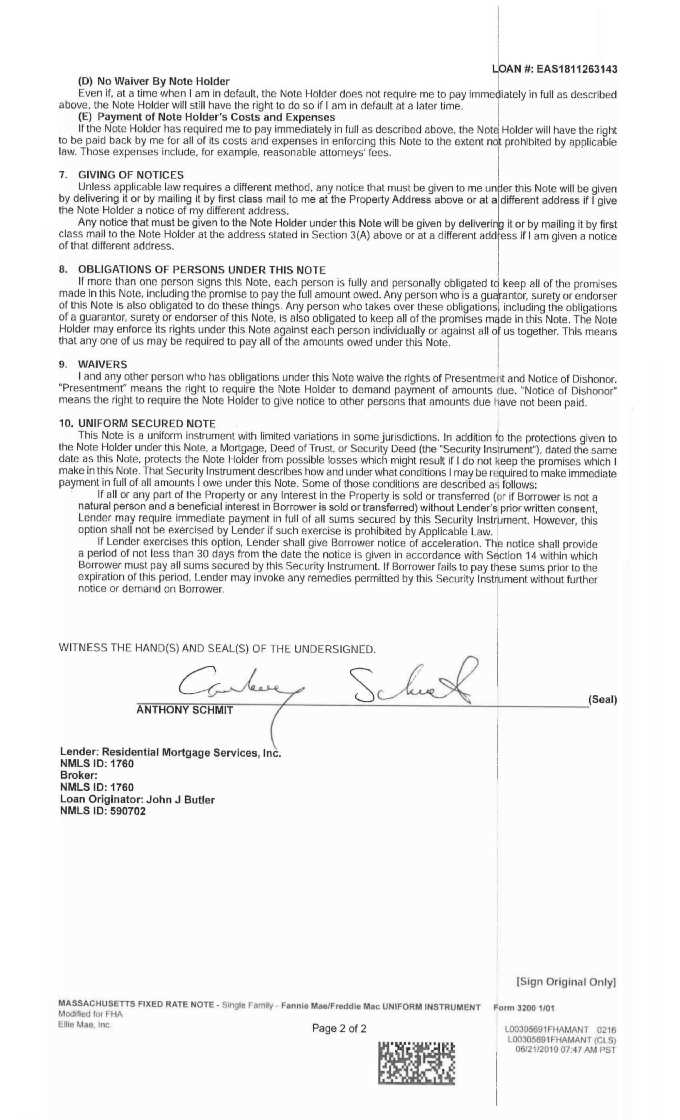 LOAN #: EAS1811263143
(D) No Waiver By Note Holder
Even if, at a time when I am in default, the Note Holder does not require me to pay immediately in full as described
above, the Note Holder will still have the right to do so if I am in default at a later time.
(E) Payment of Note Holder's Costs and Expenses
If the Note Holder has required me to pay immediately in full as described above, the Note Holder will have the right
to be paid back by me for all of its costs and expenses in enforcing this Note to the extent not prohibited by applicable
law. Those expenses include, for example, reasonable attorneys' fees.
7. GIVING OF NOTICES
Unless applicable law requires a different method, any notice that must be given to me under this Note will be given
by delivering it or by mailing it by first class mail to me at the Property Address above or at a different address if I give
the Note Holder a notice of my different address.
Any notice that must be given to the Note Holder under this Note will be given by delivering it or by mailing it by first
class mail to the Note Holder at the address stated in Section 3(A) above or at a different address if I am given a notice
of that different address.
8. OBLIGATIONS OF PERSONS UNDER THIS NOTE
If more than one person signs this Note, each person is fully and personally obligated to keep all of the promises
made in this Note, including the promise to pay the full amount owed. Any person who is a guarantor, surety or endorser
of this Note is also obligated to do these things. Any person who takes over these obligations, including the obligations
of a guarantor, surety or endorser of this Note, is also obligated to keep all of the promises made in this Note. The Note
Holder may enforce its rights under this Note against each person individually or against all of us together. This means
that any one of us may be required to pay all of the amounts owed under this Note.
9. WAIVERS
I and any other person who has obligations under this Note waive the rights of Presentment and Notice of Dishonor.
"Presentment" means the right to require the Note Holder to demand payment of amounts due. "Notice of Dishonor"
means the right to require the Note Holder to give notice to other persons that amounts due have not been paid.
10. UNIFORM SECURED NOTE
This Note is a uniform instrument with limited variations in some jurisdictions. In addition to the protections given to
the Note Holder under this Note, a Mortgage, Deed of Trust, or Security Deed (the "Security Instrument"), dated the same
date as this Note, protects the Note Holder from possible losses which might result if I do not keep the promises which I
make in this Note. That Security Instrument describes how and under what conditions I may be required to make immediate
payment in full of all amounts I owe under this Note. Some of those conditions are described as follows:
If all or any part of the Property or any Interest in the Property is sold or transferred (or if Borrower is not a
natural person and a beneficial interest in Borrower is sold or transferred) without Lender's prior written consent,
Lender may require immediate payment in full of all sums secured by this Security Instrument. However, this
option shall not be exercised by Lender if such exercise is prohibited by Applicable Law.
If Lender exercises this option, Lender shall give Borrower notice of acceleration. The notice shall provide
a period of not less than 30 days from the date the notice is given in accordance with Section 14 within which
Borrower must pay all sums secured by this Security Instrument. If Borrower fails to pay these sums prior to the
expiration of this period, Lender may invoke any remedies permitted by this Security Instrument without further
notice or demand on Borrower.
WITNESS THE HAND(S) AND SEAL(S) OF THE UNDERSIGNED.
(Seal)
ANTHONY SCHMIT
Lender: Residential Mortgage Services, Inc.
NMLS ID: 1760
Broker:
NMLS ID: 1760
Loan Originator: John J Butler
NMLS ID: 590702
[Sign Original Only]
MASSACHUSETTS FIXED RATE NOTE - Single Family - Fannie Mae/Freddie Mac UNIFORM INSTRUMENT Form 3200 1/01
Modified for FHA
Ellie Mae, Inc.
Page 2 of 2
L00305691FHAMANT 0216
L00305691FHAMANT (CLS)
06/21/2019 07:47 AM PST